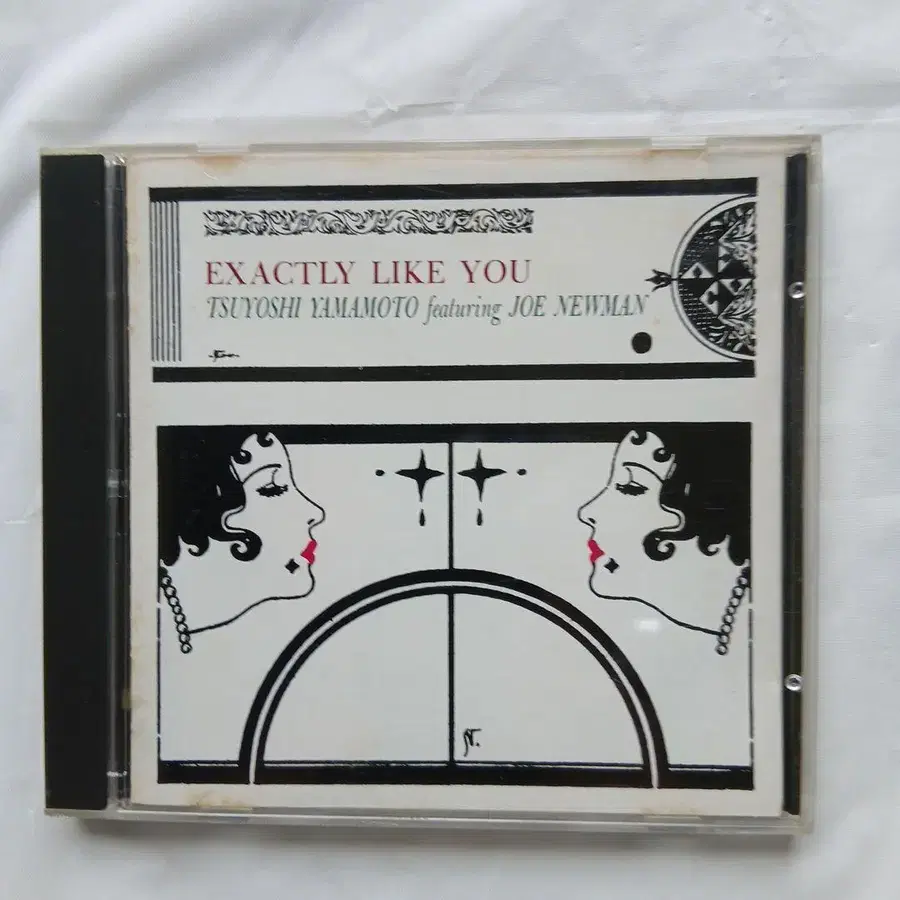 EXACTLY LIKE YOU
TSUYOSHI YAMAMOTO featuring JOE NEWMAN